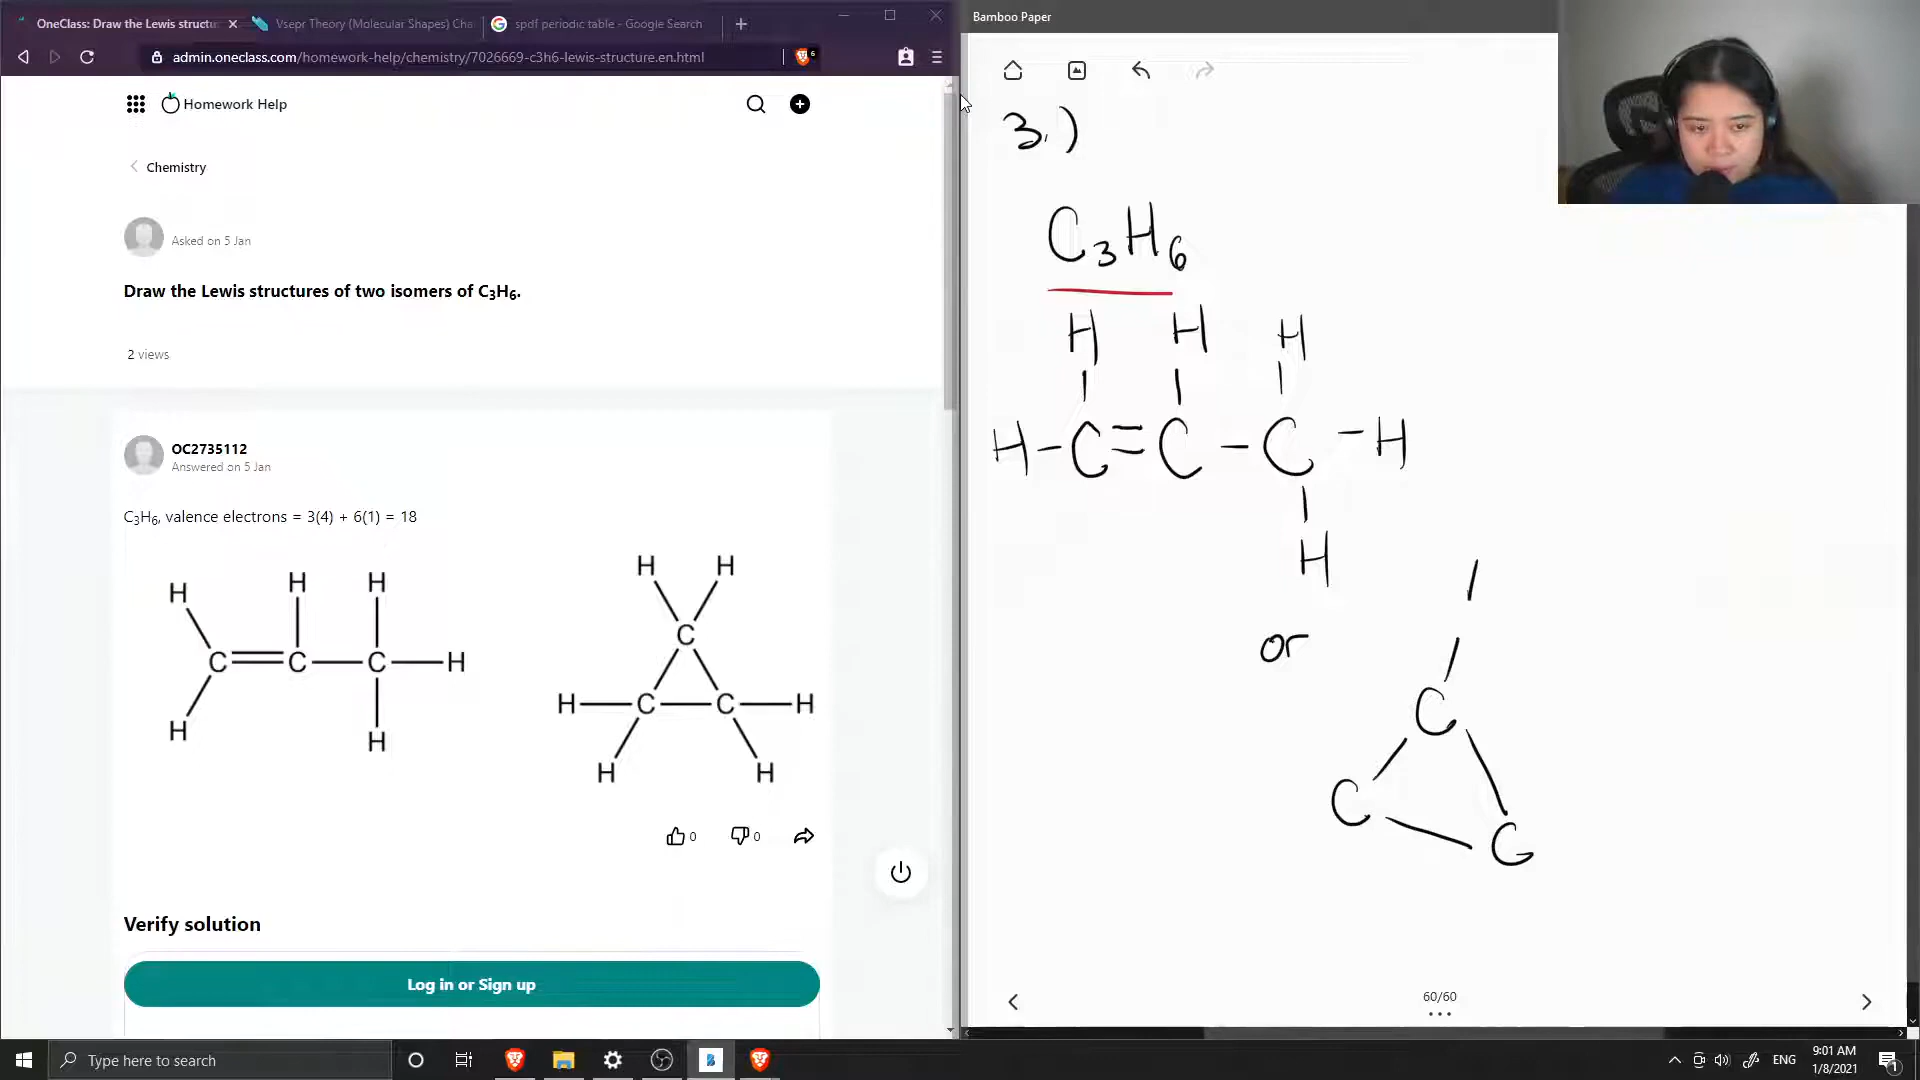 OneClass: Draw the Lewis structu
Vsepr Theory (Molecular Shapes) Cha
spdf periodic table - Google Search
admin.oneclass.com/homework-help/chemistry/7026669-c3h6-lewis-structure.en.html
6
Homework Help
Chemistry
Asked on 5 Jan
Draw the Lewis structures of two isomers of C₃H₆.
2 views
OC2735112
Answered on 5 Jan
C₃H₆, valence electrons = 3(4) + 6(1) = 18
H H H
C C C H
H H
H H
C
H C C H
H H
0 0
Verify solution
Log in or Sign up
Bamboo Paper
3.)
C₃H₆
H H H
H-C=C-C-H
H
or
C
C C
60/60
Type here to search
ENG
9:01 AM
1/8/2021
1